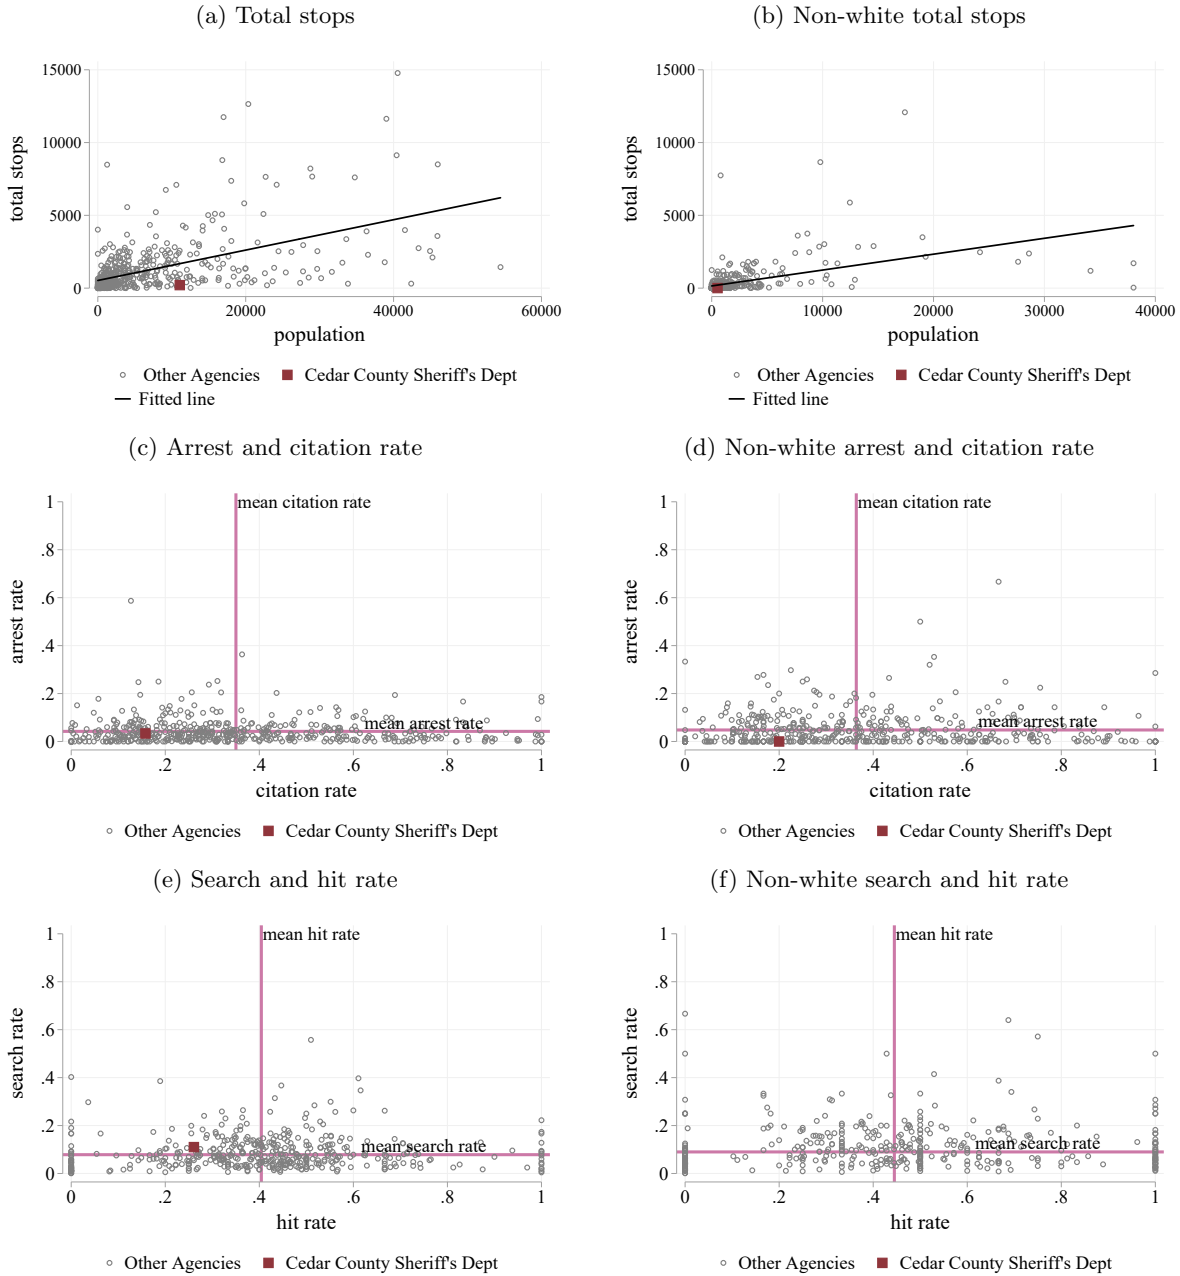 (a) Total stops
(b) Non-white total stops
15000
10000
5000
0
total stops
0 20000 40000 60000
population
Other Agencies Cedar County Sheriff's Dept
Fitted line
15000
10000
5000
0
total stops
0 10000 20000 30000 40000
population
Other Agencies Cedar County Sheriff's Dept
Fitted line
(c) Arrest and citation rate
(d) Non-white arrest and citation rate
1
.8
.6
.4
.2
0
arrest rate
mean citation rate
mean arrest rate
0 .2 .4 .6 .8 1
citation rate
Other Agencies Cedar County Sheriff's Dept
1
.8
.6
.4
.2
0
arrest rate
mean citation rate
mean arrest rate
0 .2 .4 .6 .8 1
citation rate
Other Agencies Cedar County Sheriff's Dept
(e) Search and hit rate
(f) Non-white search and hit rate
1
.8
.6
.4
.2
0
search rate
mean hit rate
mean search rate
0 .2 .4 .6 .8 1
hit rate
Other Agencies Cedar County Sheriff's Dept
1
.8
.6
.4
.2
0
search rate
mean hit rate
mean search rate
0 .2 .4 .6 .8 1
hit rate
Other Agencies Cedar County Sheriff's Dept